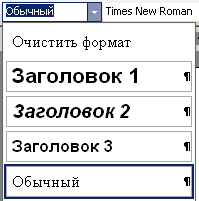 Обычный Times New Roman
Очистить формат
Заголовок 1 ¶
Заголовок 2 ¶
Заголовок 3 ¶
Обычный ¶